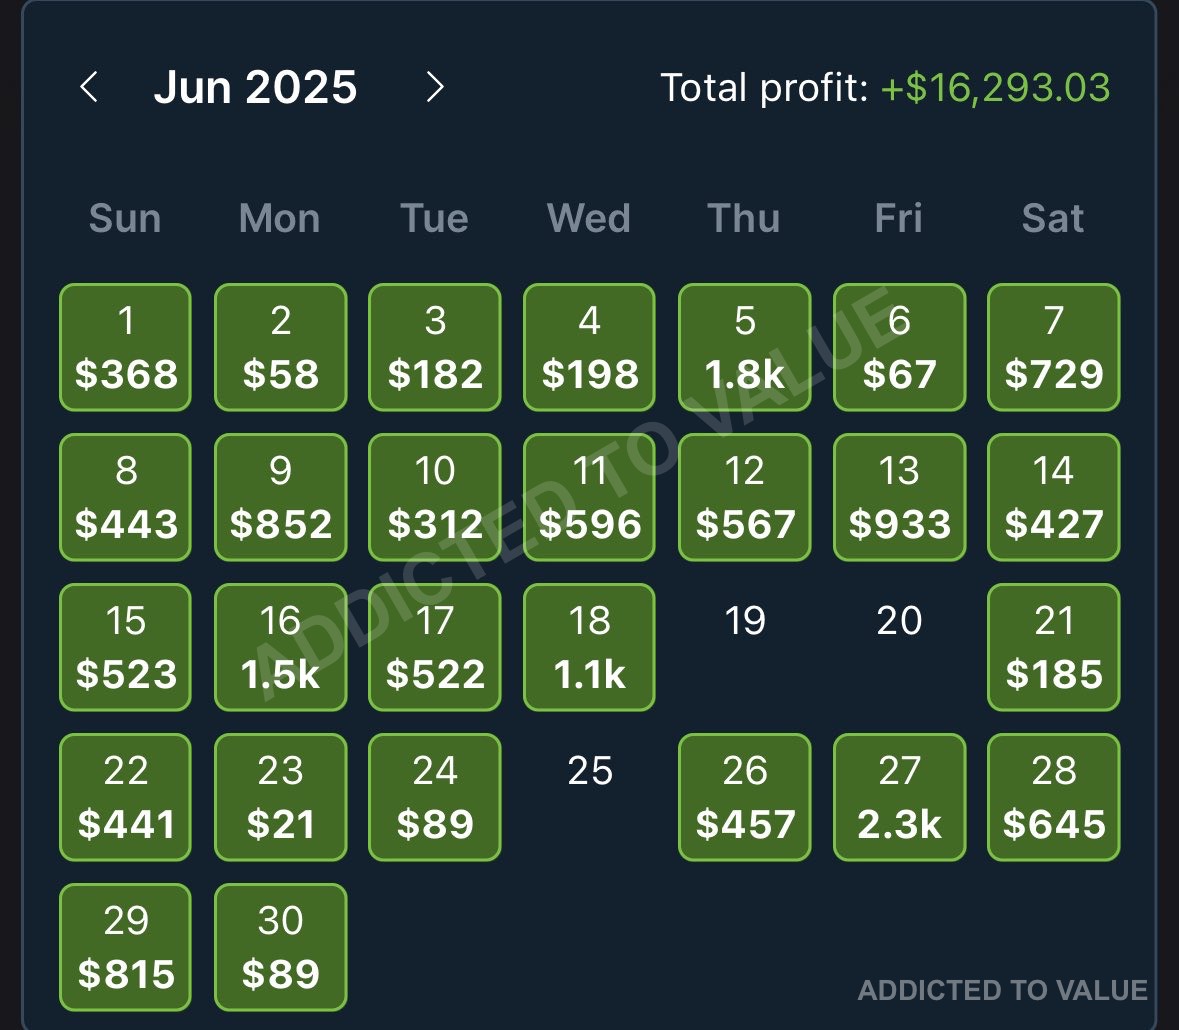 Jun 2025 Total profit: +$16,293.03
Sun Mon Tue Wed Thu Fri Sat
1 2 3 4 5 6 7
$368 $58 $182 $198 1.8k $67 $729
8 9 10 11 12 13 14
$443 $852 $312 $596 $567 $933 $427
15 16 17 18 19 20 21
$523 1.5k $522 1.1k $185
22 23 24 25 26 27 28
$441 $21 $89 $457 2.3k $645
29 30
$815 $89
ADDICTED TO VALUE
ADDICTED TO VALUE